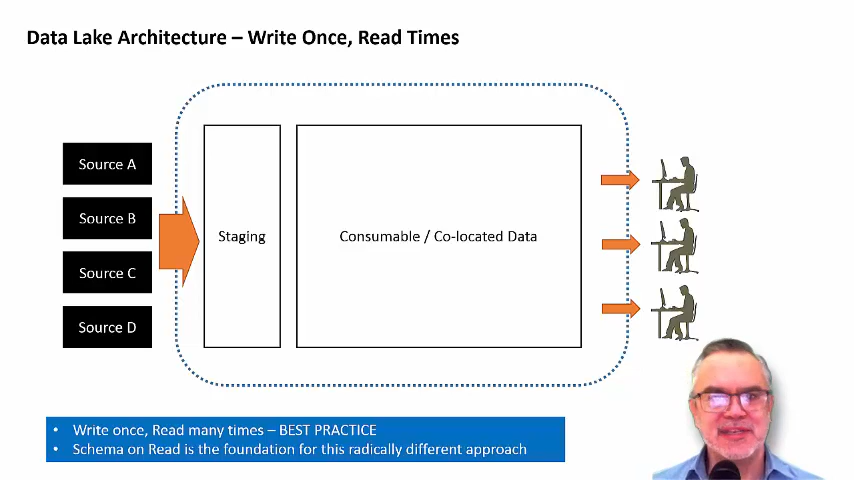 Data Lake Architecture – Write Once, Read Times
Source A
Source B
Source C
Source D
Staging
Consumable / Co-located Data
• Write once, Read many times – BEST PRACTICE
• Schema on Read is the foundation for this radically different approach